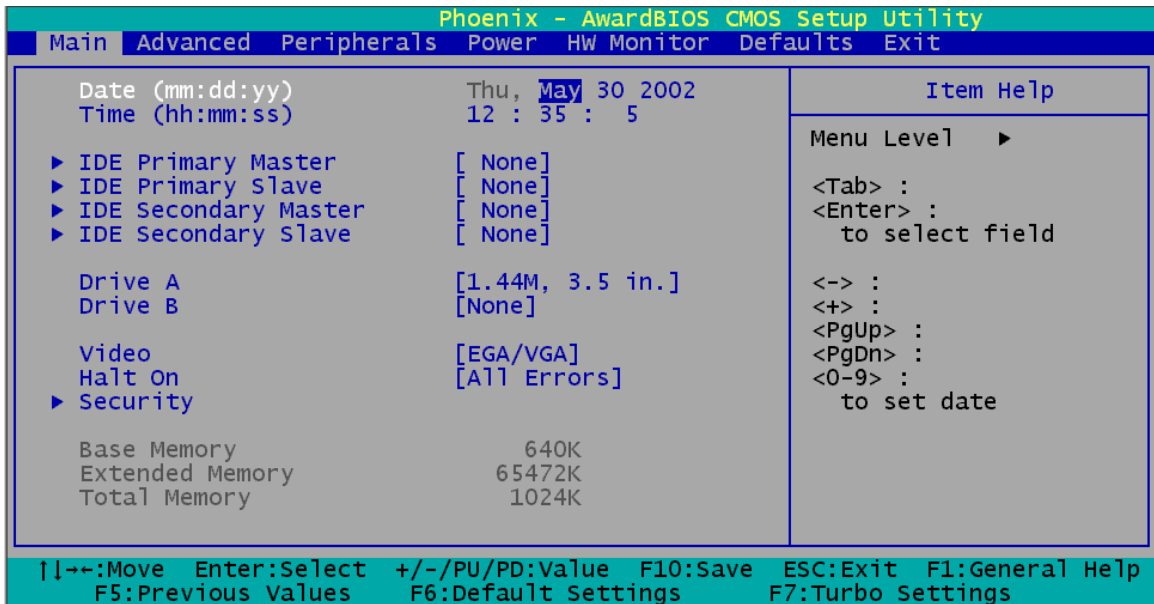 Phoenix - AwardBIOS CMOS Setup Utility
Main Advanced Peripherals Power HW Monitor Defaults Exit
Date (mm:dd:yy) Thu, May 30 2002
Time (hh:mm:ss) 12 : 35 : 5
► IDE Primary Master [ None]
► IDE Primary Slave [ None]
► IDE Secondary Master [ None]
► IDE Secondary Slave [ None]
Drive A [1.44M, 3.5 in.]
Drive B [None]
Video [EGA/VGA]
Halt On [All Errors]
► Security
Base Memory 640K
Extended Memory 65472K
Total Memory 1024K
Item Help
Menu Level ►
<Tab> :
<Enter> :
to select field
<-> :
<+> :
<PgUp> :
<PgDn> :
<0-9> :
to set date
↑↓→←:Move Enter:Select +/-/PU/PD:Value F10:Save ESC:Exit F1:General Help
F5:Previous Values F6:Default Settings F7:Turbo Settings